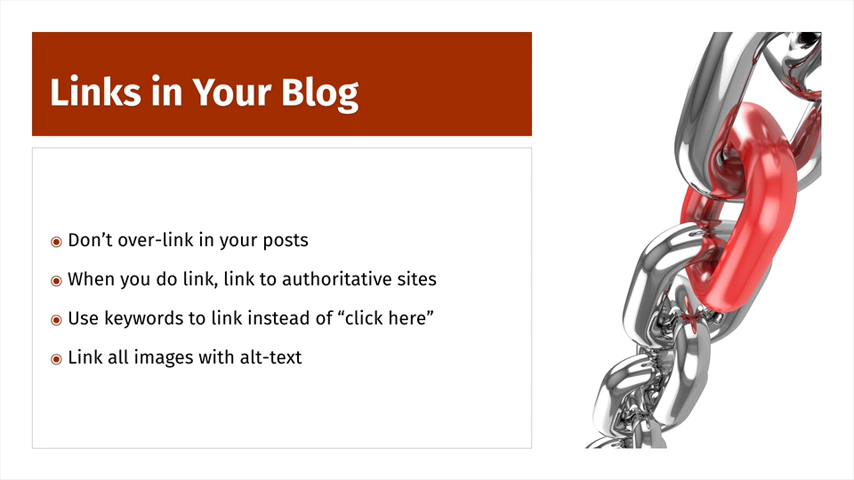 Links in Your Blog
Don’t over-link in your posts
When you do link, link to authoritative sites
Use keywords to link instead of “click here”
Link all images with alt-text